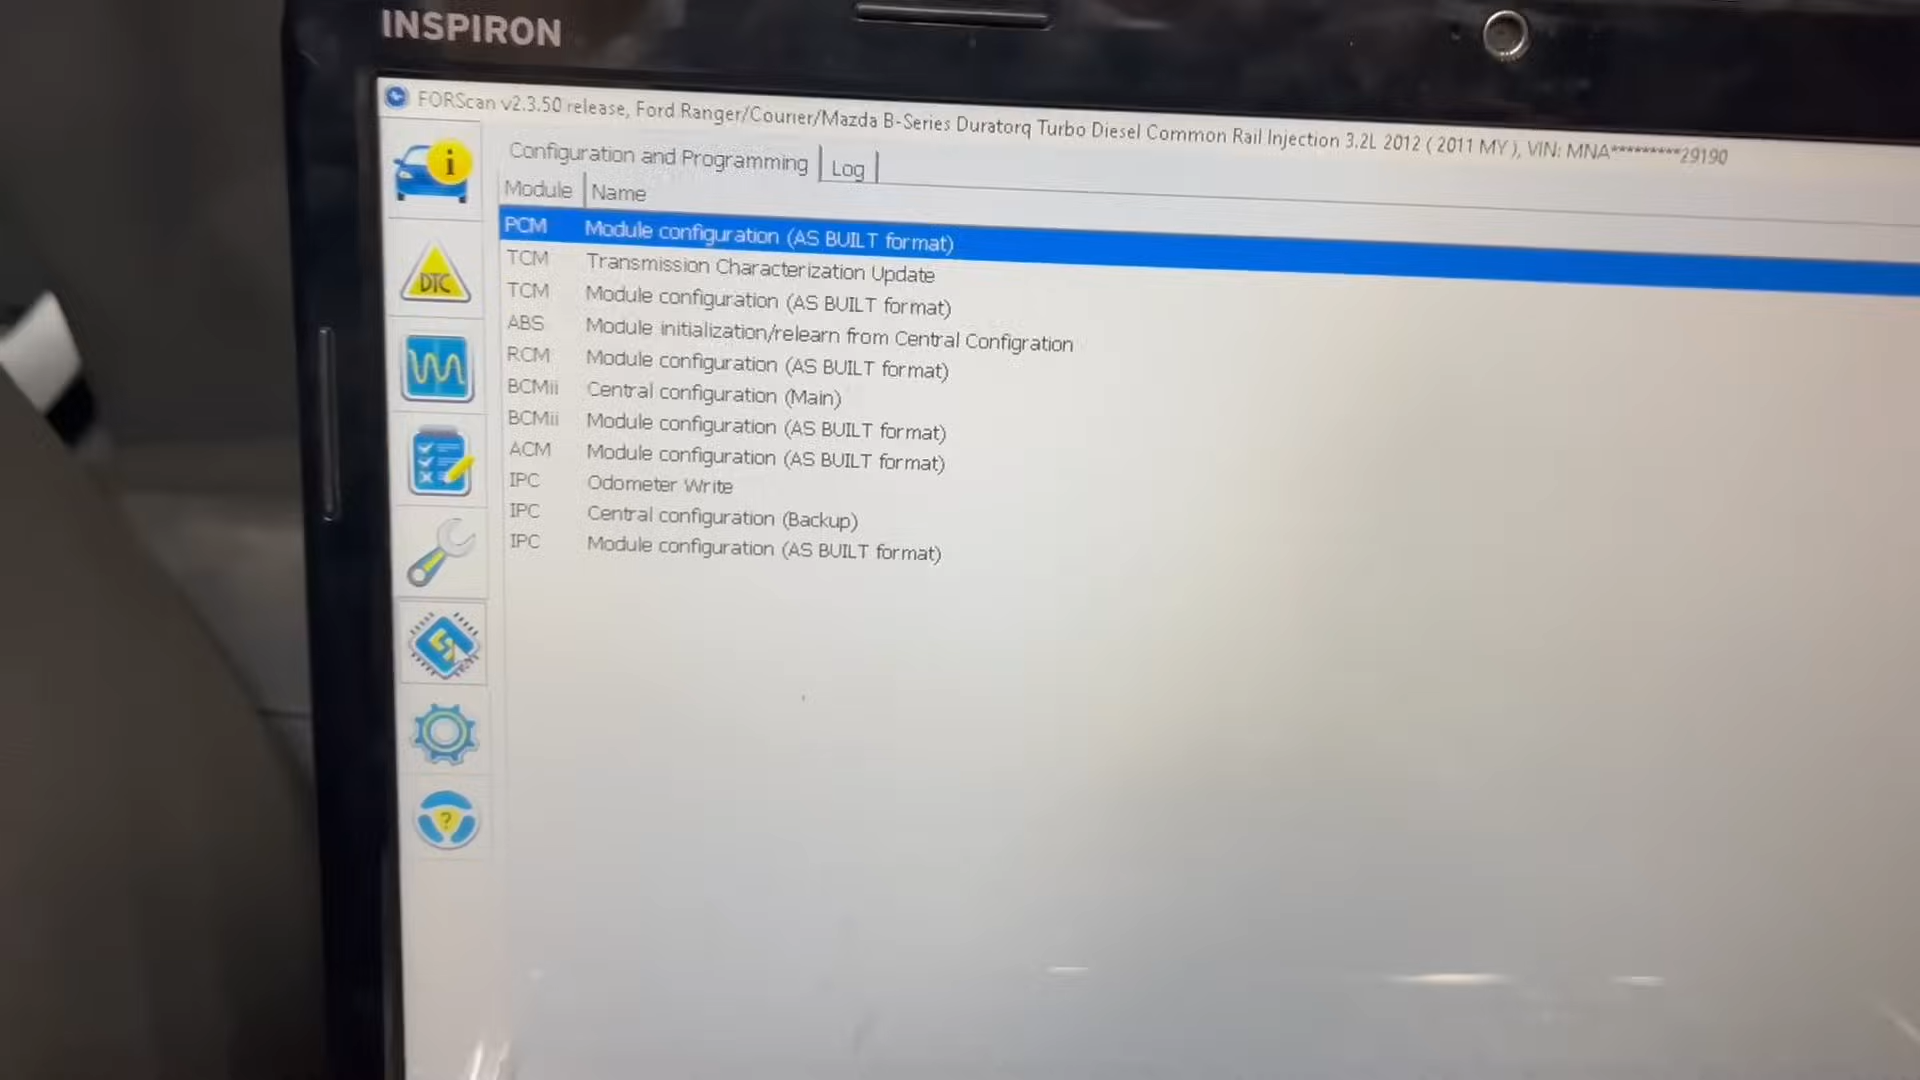 INSPIRON
FORScan v2.3.50 release, Ford Ranger/Courier/Mazda B-Series Duratorq Turbo Diesel Common Rail Injection 3.2L 2012 ( 2011 MY ), VIN: MNA*********29190
Configuration and Programming Log
Module Name
PCM Module configuration (AS BUILT format)
TCM Transmission Characterization Update
TCM Module configuration (AS BUILT format)
ABS Module initialization/relearn from Central Configration
RCM Module configuration (AS BUILT format)
BCMii Central configuration (Main)
BCMii Module configuration (AS BUILT format)
ACM Module configuration (AS BUILT format)
IPC Odometer Write
IPC Central configuration (Backup)
IPC Module configuration (AS BUILT format)
i
DTC
?